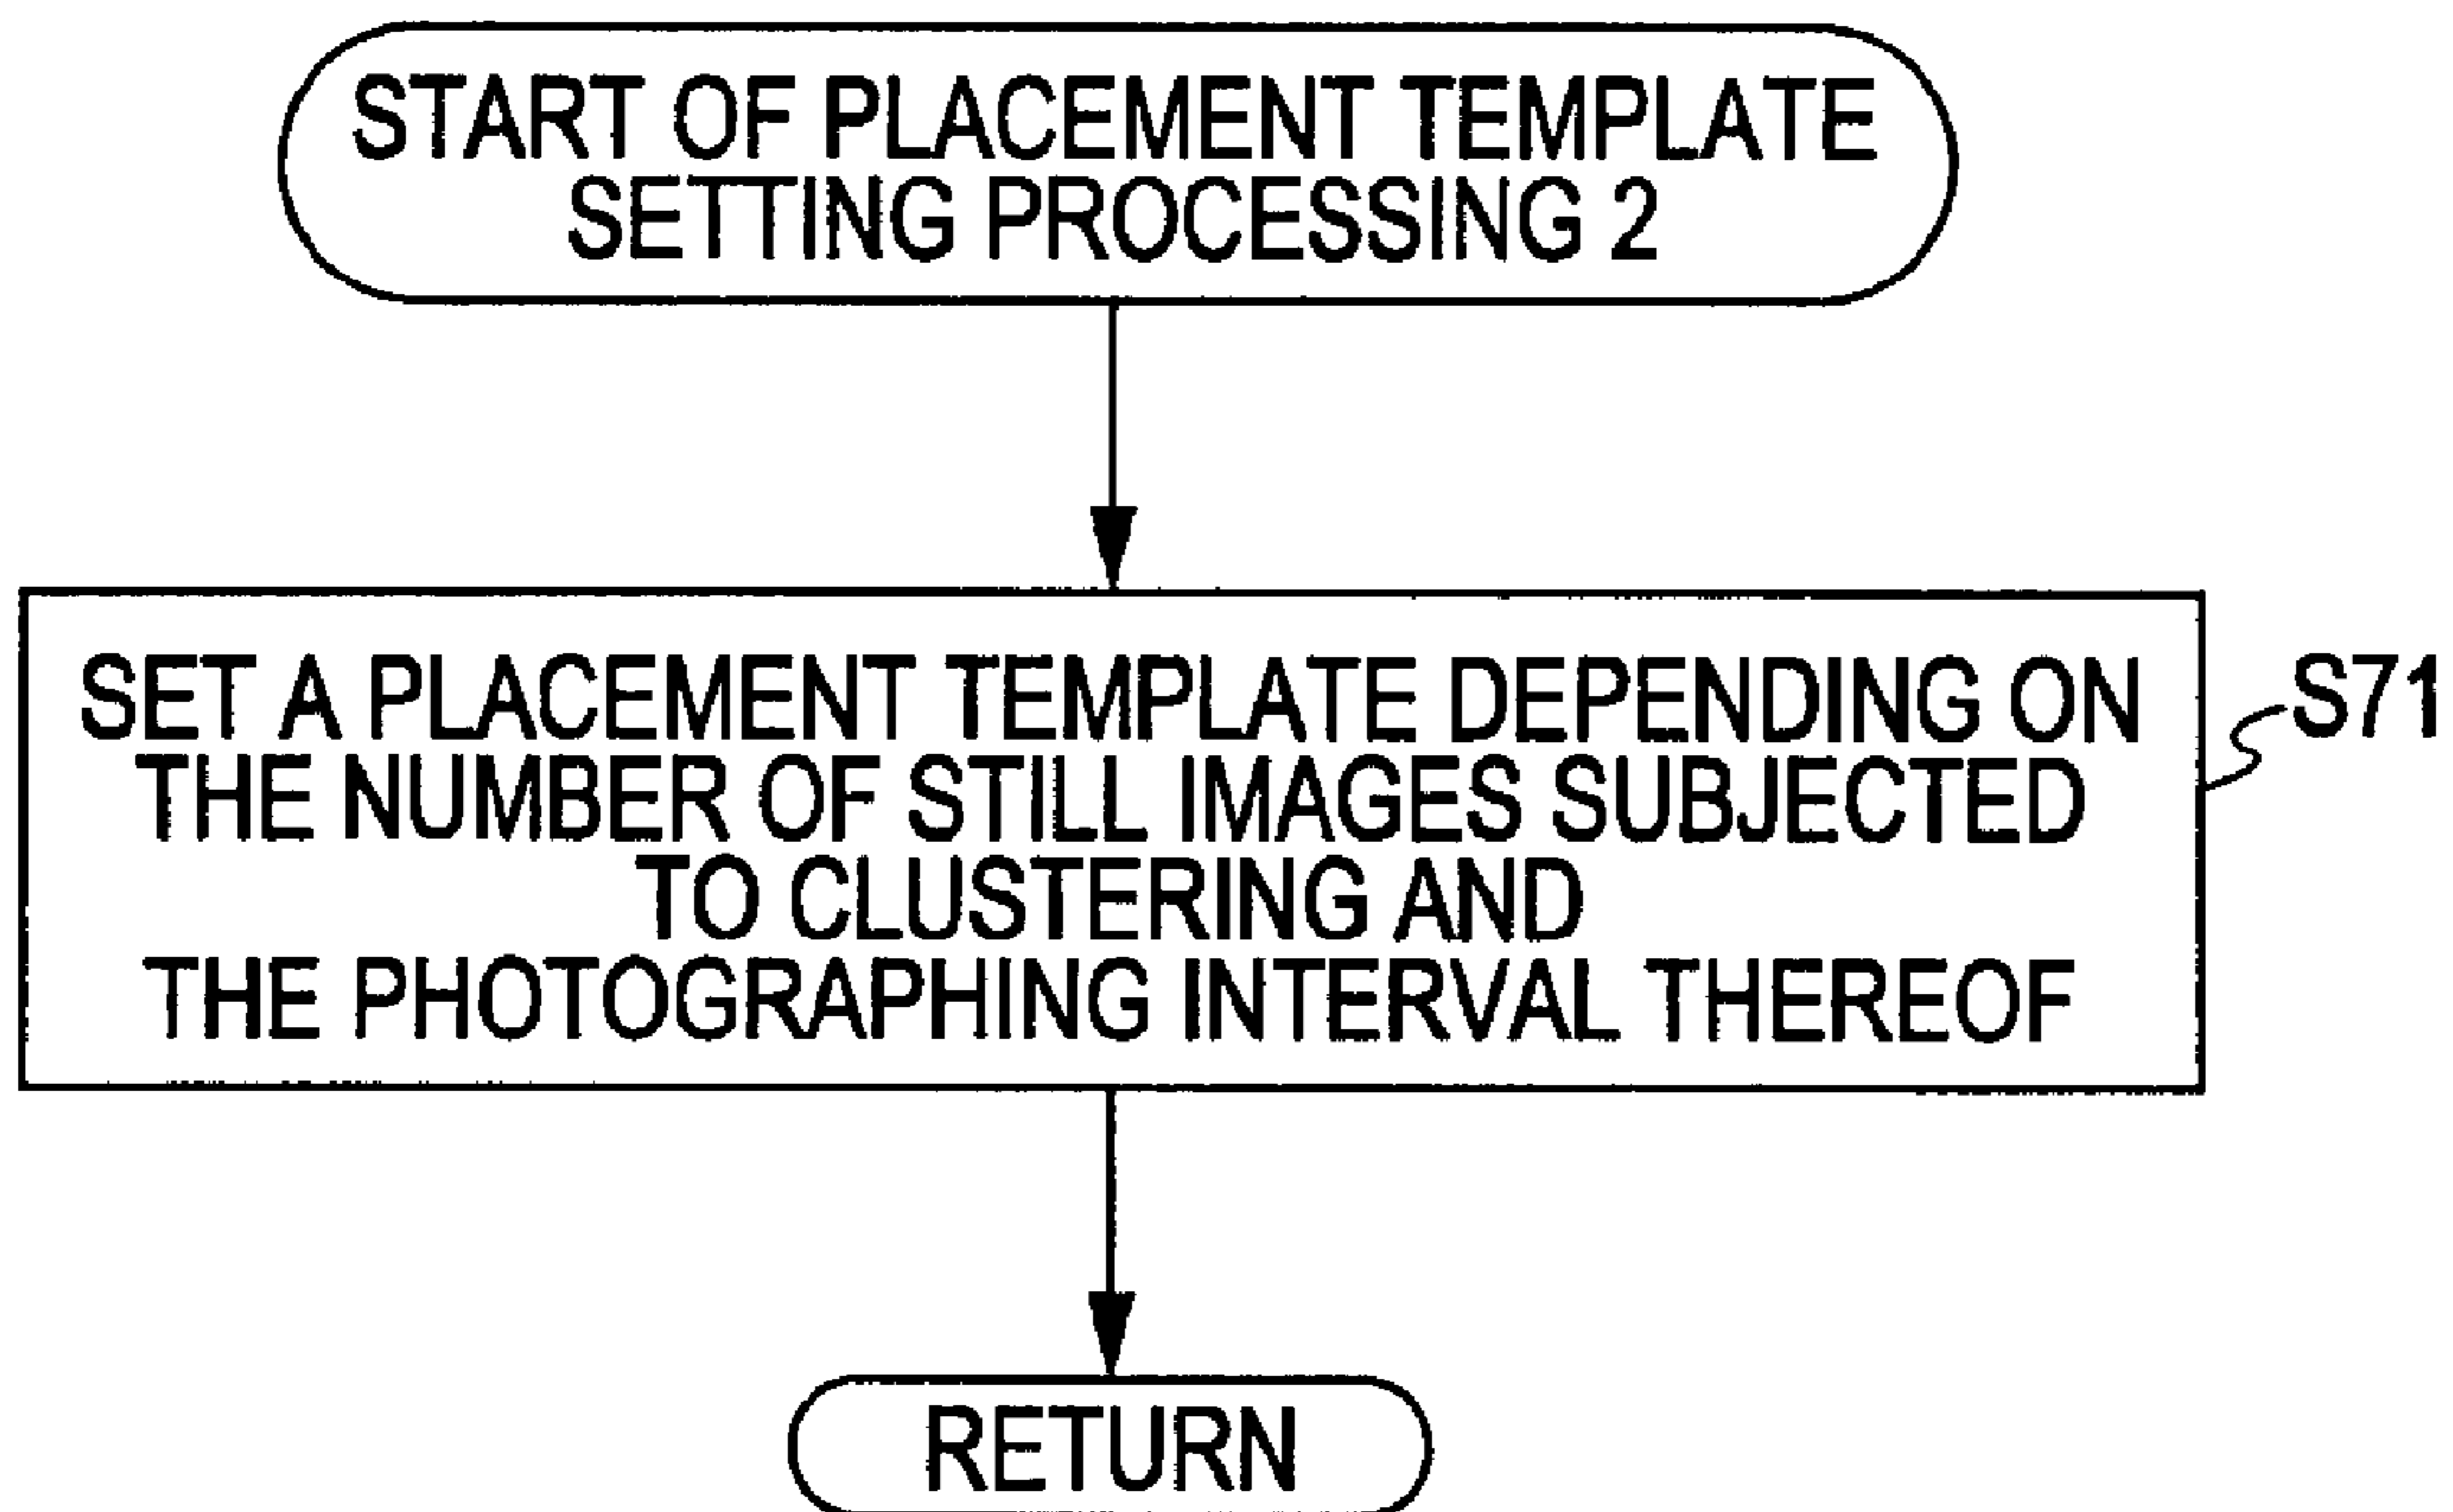 START OF PLACEMENT TEMPLATE
SETTING PROCESSING 2
SET A PLACEMENT TEMPLATE DEPENDING ON
THE NUMBER OF STILL IMAGES SUBJECTED
TO CLUSTERING AND
THE PHOTOGRAPHING INTERVAL THEREOF
S71
RETURN